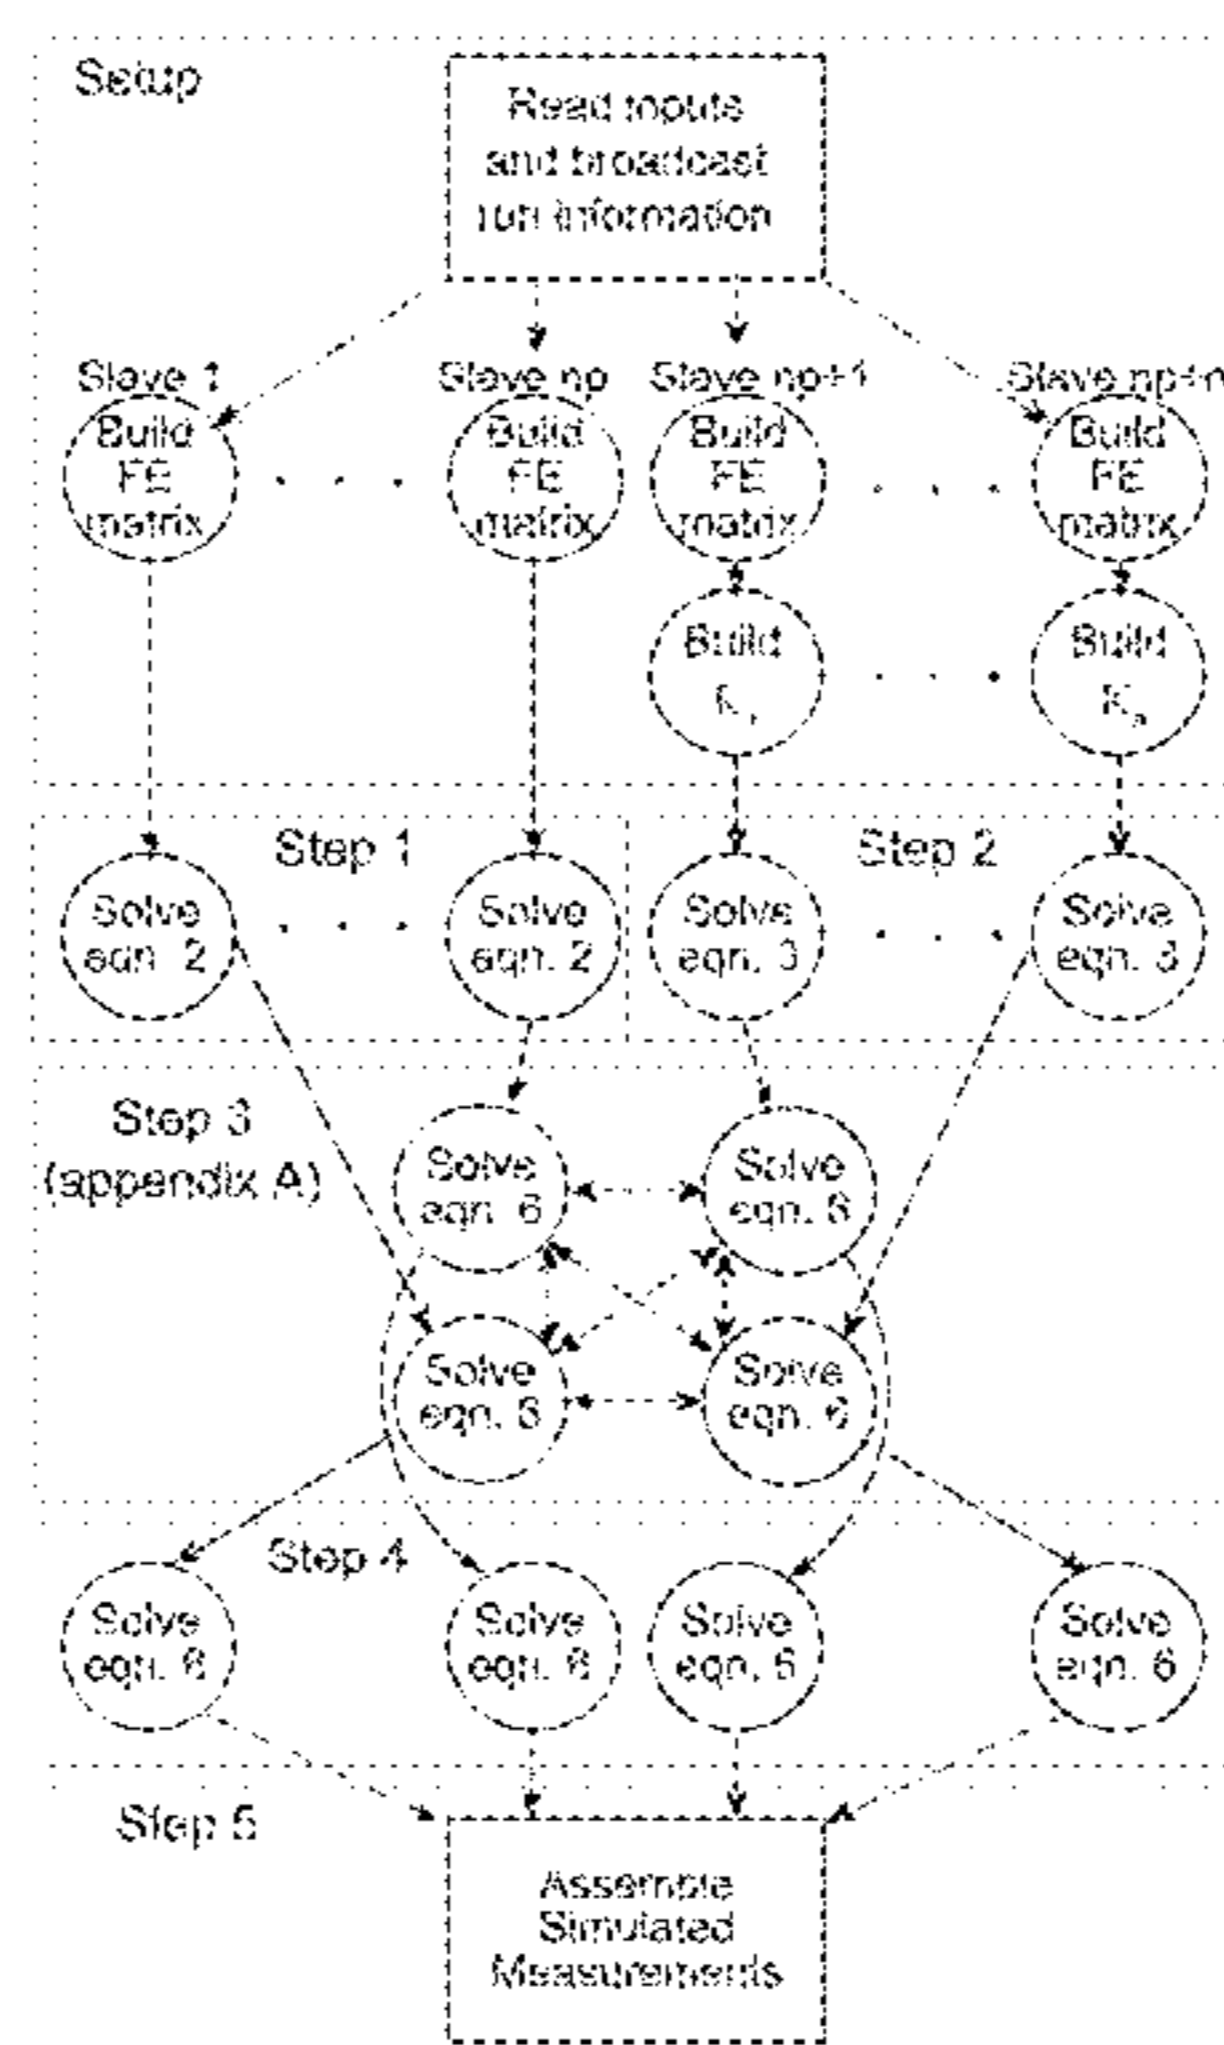 Setup
Read inputs
and broadcast
run information
Slave 1
Slave np
Slave np+1
Slave np+n
Build
FE
matrix
Build
FE
matrix
Build
FE
matrix
Build
FE
matrix
Build
Build
Step 1
Step 2
Solve
eqn. 2
Solve
eqn. 2
Solve
eqn. 3
Solve
eqn. 3
Step 3
(appendix A)
Solve
eqn. 6
Solve
eqn. 6
Solve
eqn. 6
Solve
eqn. 6
Step 4
Solve
eqn.
Solve
eqn.
Solve
eqn.
Solve
eqn. 6
Step 5
Assemble
Simulated
Measurements